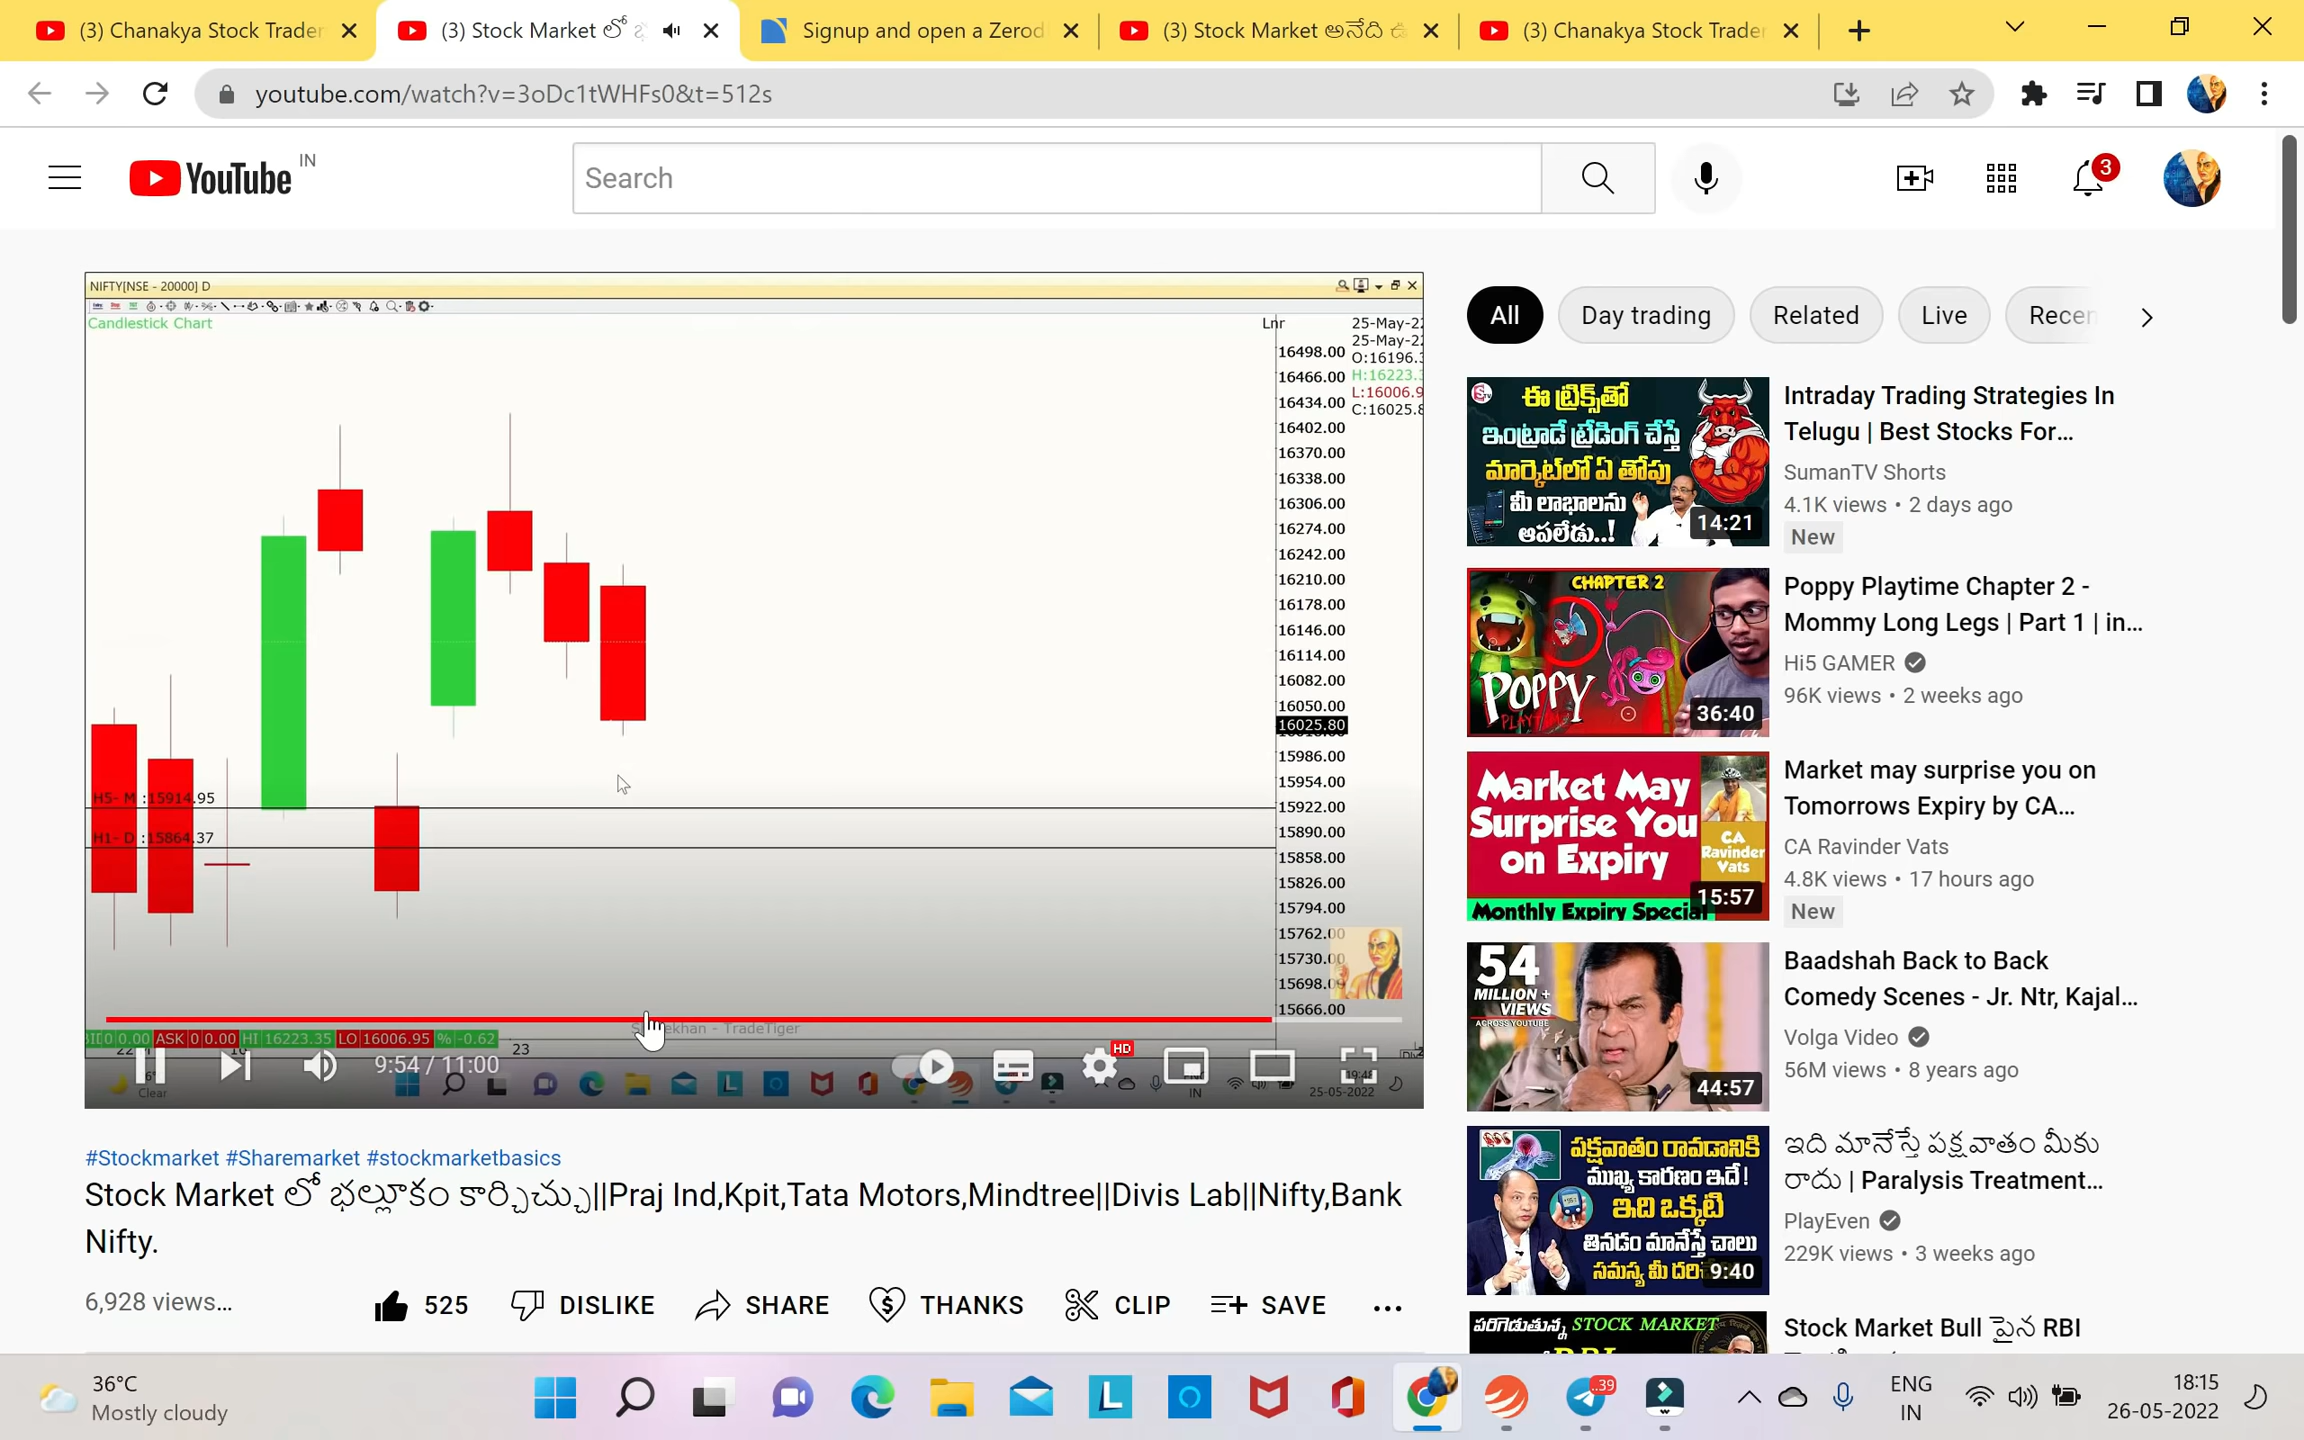 (3) Chanakya Stock Trader
(3) Stock Market లో భ
Signup and open a Zerod
(3) Stock Market అనేది ఉ
(3) Chanakya Stock Trader
youtube.com/watch?v=3oDc1tWHFs0&t=512s
YouTube IN
Search
3
NIFTY[NSE - 20000] D
Candlestick Chart
Lnr
25-May-22
25-May-22
O:16196.3
H:16223.3
L:16006.9
C:16025.8
16498.00
16466.00
16434.00
16402.00
16370.00
16338.00
16306.00
16274.00
16242.00
16210.00
16178.00
16146.00
16114.00
16082.00
16050.00
16025.80
15986.00
15954.00
15922.00
15890.00
15858.00
15826.00
15794.00
15762.00
15730.00
15698.0
15666.00
H5- M :15914.95
H1- D :15864.37
0.00 ASK 0 0.00 HI 16223.35 LO 16006.95 % -0.62
ekhan - TradeTiger
23
9:54 / 11:00
HD
Clear
IN
19:48
25-05-2022
#Stockmarket #Sharemarket #stockmarketbasics
Stock Market లో భల్లూకం కార్చిచ్చు||Praj Ind,Kpit,Tata Motors,Mindtree||Divis Lab||Nifty,Bank
Nifty.
6,928 views...
525
DISLIKE
SHARE
THANKS
CLIP
SAVE
All
Day trading
Related
Live
Recen
ఈ ట్రిక్స్‌తో
ఇంట్రాడే ట్రేడింగ్ చేస్తే
మార్కెట్‌లో ఏ తోపు
మీ లాభాలను
ఆపలేడు..!
14:21
Intraday Trading Strategies In
Telugu | Best Stocks For...
SumanTV Shorts
4.1K views • 2 days ago
New
CHAPTER 2
POPPY
PLAYTIME
36:40
Poppy Playtime Chapter 2 -
Mommy Long Legs | Part 1 | in...
Hi5 GAMER
96K views • 2 weeks ago
Market May
Surprise You
on Expiry
CA
Ravinder
Vats
Monthly Expiry Special
15:57
Market may surprise you on
Tomorrows Expiry by CA...
CA Ravinder Vats
4.8K views • 17 hours ago
New
54
MILLION +
VIEWS
ACROSS YOUTUBE
44:57
Baadshah Back to Back
Comedy Scenes - Jr. Ntr, Kajal...
Volga Video
56M views • 8 years ago
పక్షవాతం రావడానికి
ముఖ్య కారణం ఇదే!
ఇది ఒక్కటి
తినడం మానేస్తే చాలు
సమస్య మీ దరి
9:40
ఇది మానేస్తే పక్షవాతం మీకు
రాదు | Paralysis Treatment...
PlayEven
229K views • 3 weeks ago
పరిగెడుతున్న STOCK MARKET
Stock Market Bull పైన RBI
36°C
Mostly cloudy
39
ENG
IN
18:15
26-05-2022